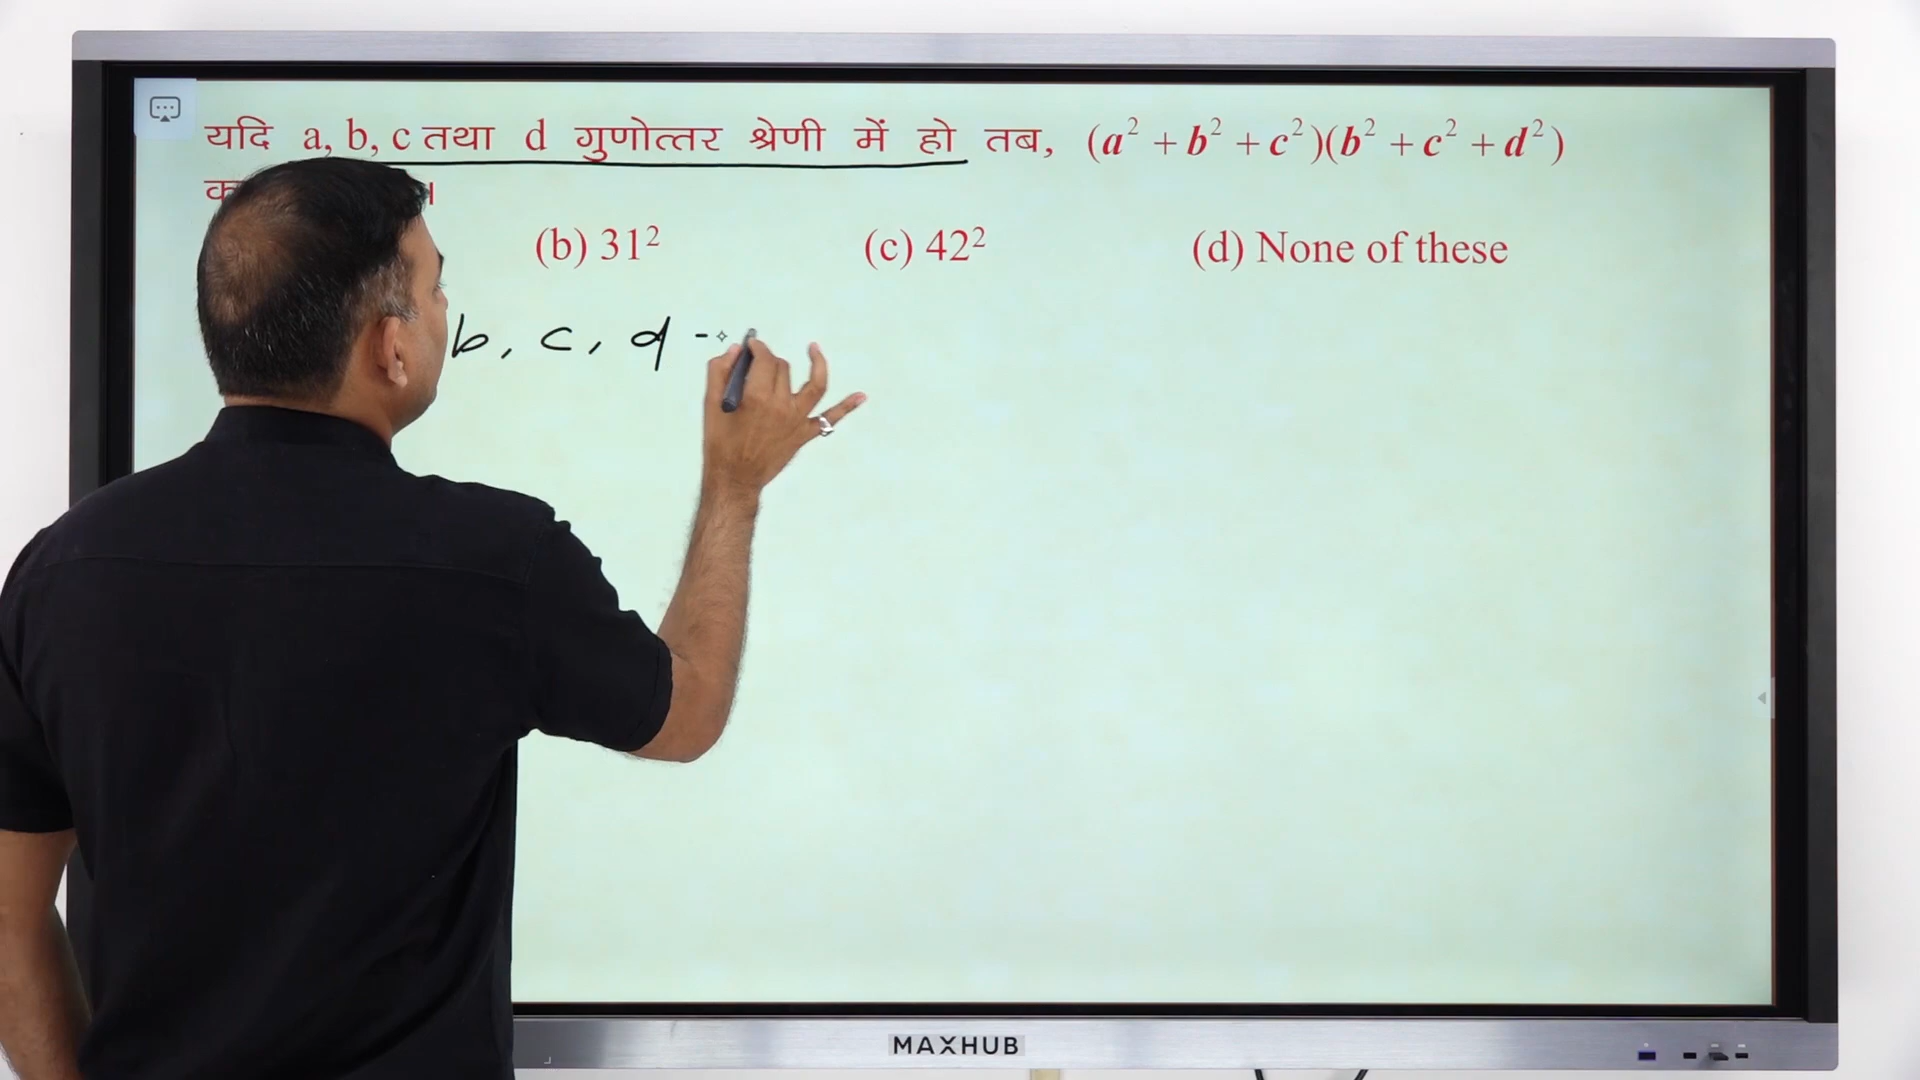 यदि a, b, c तथा d गुणोत्तर श्रेणी में हो तब, (a² + b² + c²)(b² + c² + d²)
(b) 31² (c) 42² (d) None of these
b, c, d -
MAXHUB